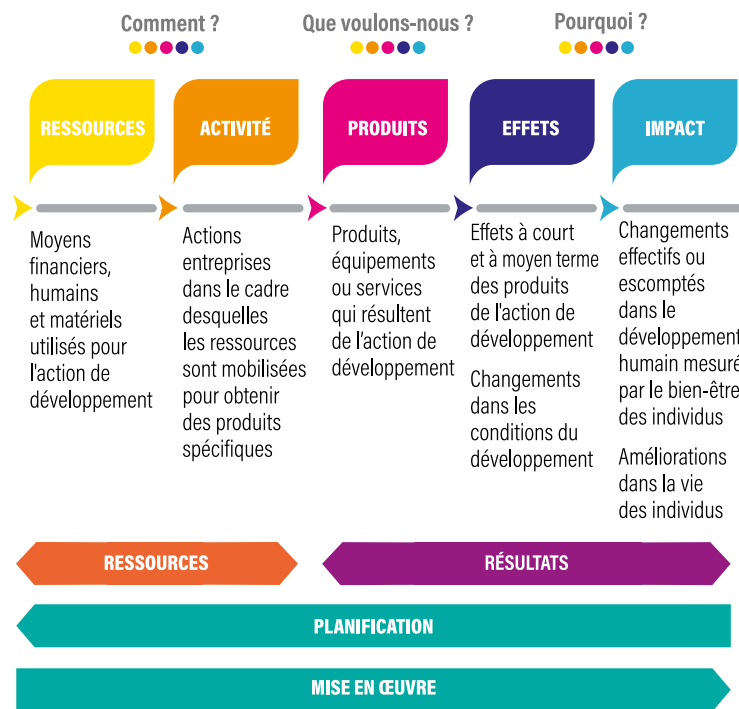 Comment ?
Que voulons-nous ?
Pourquoi ?
RESSOURCES
ACTIVITÉ
PRODUITS
EFFETS
IMPACT
Moyens
financiers,
humains
et matériels
utilisés pour
l'action de
développement
Actions
entreprises
dans le cadre
desquelles
les ressources
sont mobilisées
pour obtenir
des produits
spécifiques
Produits,
équipements
ou services
qui résultent
de l'action de
développement
Effets à court
et à moyen terme
des produits
de l'action de
développement
Changements
dans les
conditions du
développement
Changements
effectifs ou
escomptés
dans le
développement
humain mesuré
par le bien-être
des individus
Améliorations
dans la vie
des individus
RESSOURCES
RÉSULTATS
PLANIFICATION
MISE EN ŒUVRE